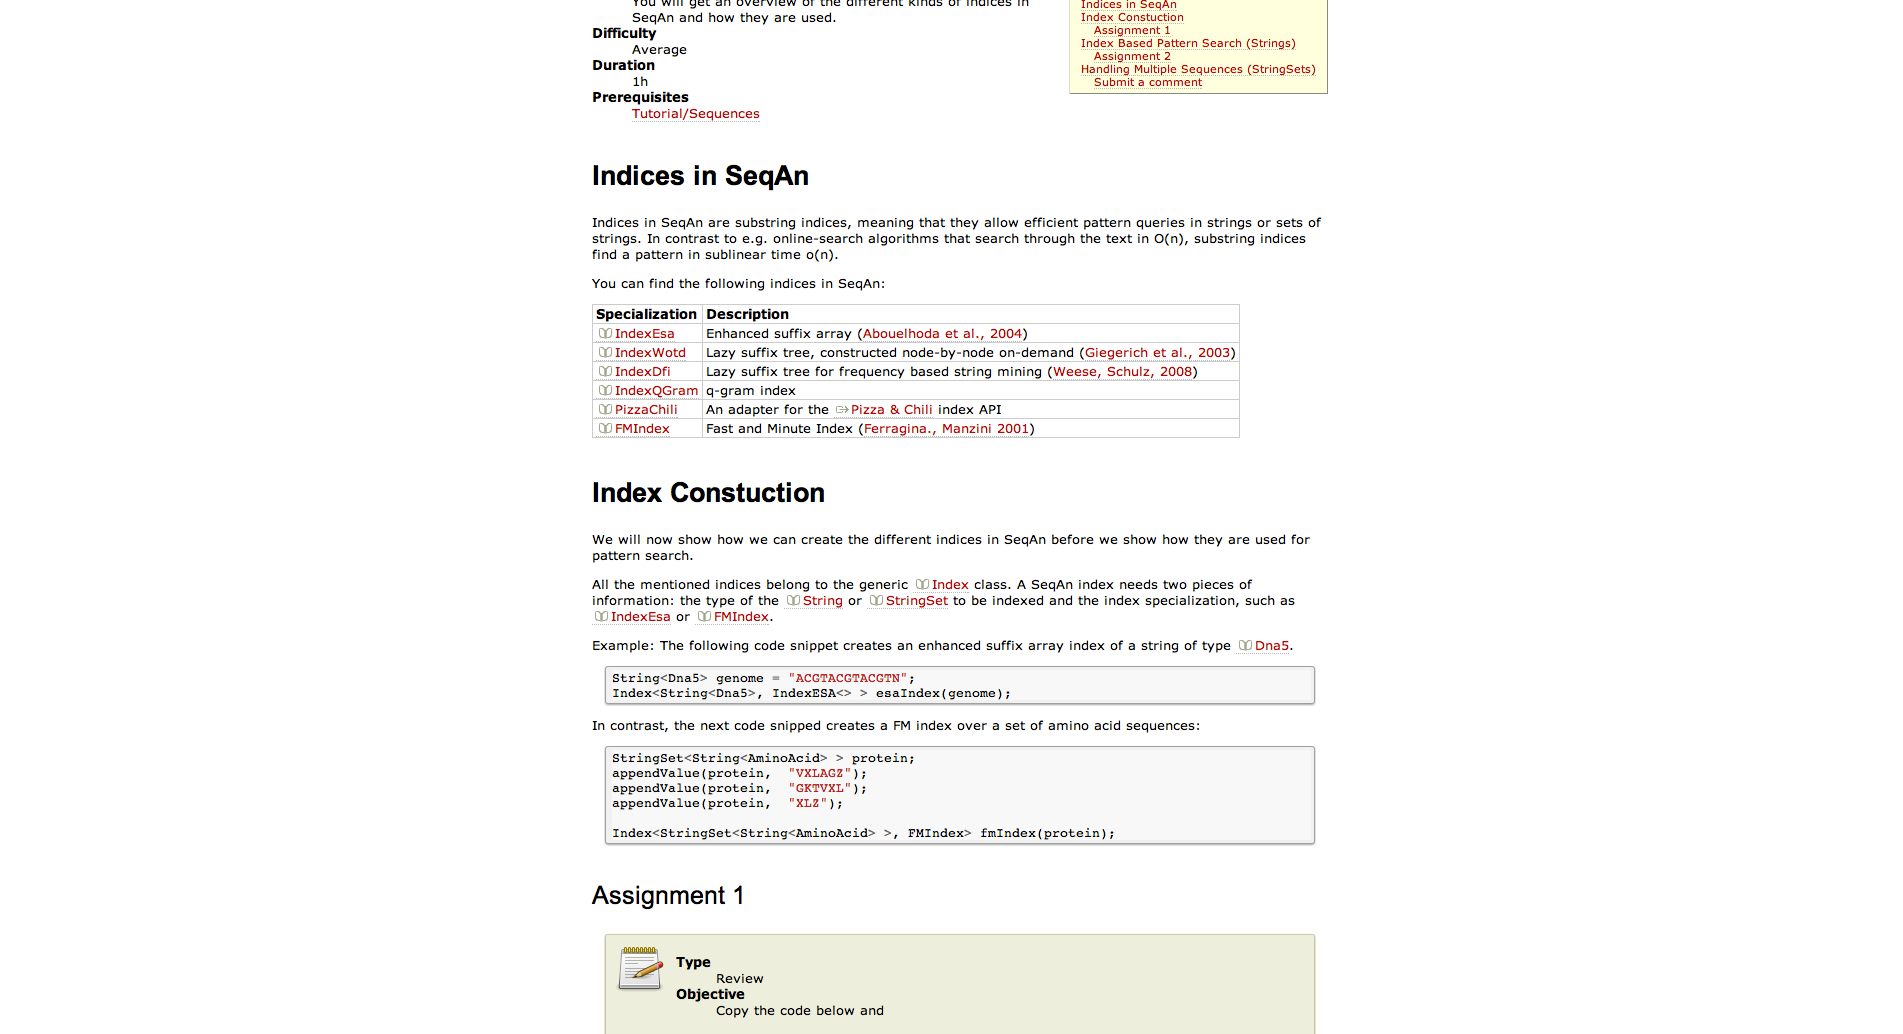 You will get an overview of the different kinds of indices in
SeqAn and how they are used.
Difficulty
Average
Duration
1h
Prerequisites
Tutorial/Sequences
Indices in SeqAn
Index Constuction
Assignment 1
Index Based Pattern Search (Strings)
Assignment 2
Handling Multiple Sequences (StringSets)
Submit a comment
Indices in SeqAn
Indices in SeqAn are substring indices, meaning that they allow efficient pattern queries in strings or sets of
strings. In contrast to e.g. online-search algorithms that search through the text in O(n), substring indices
find a pattern in sublinear time o(n).
You can find the following indices in SeqAn:
Specialization Description
IndexEsa Enhanced suffix array (Abouelhoda et al., 2004)
IndexWotd Lazy suffix tree, constructed node-by-node on-demand (Giegerich et al., 2003)
IndexDfi Lazy suffix tree for frequency based string mining (Weese, Schulz, 2008)
IndexQGram q-gram index
PizzaChili An adapter for the Pizza & Chili index API
FMIndex Fast and Minute Index (Ferragina., Manzini 2001)
Index Constuction
We will now show how we can create the different indices in SeqAn before we show how they are used for
pattern search.
All the mentioned indices belong to the generic Index class. A SeqAn index needs two pieces of
information: the type of the String or StringSet to be indexed and the index specialization, such as
IndexEsa or FMIndex.
Example: The following code snippet creates an enhanced suffix array index of a string of type Dna5.
String<Dna5> genome = "ACGTACGTACGTN";
Index<String<Dna5>, IndexESA<> > esaIndex(genome);
In contrast, the next code snipped creates a FM index over a set of amino acid sequences:
StringSet<String<AminoAcid> > protein;
appendValue(protein, "VXLAGZ");
appendValue(protein, "GKTVXL");
appendValue(protein, "XLZ");
Index<StringSet<String<AminoAcid> >, FMIndex> fmIndex(protein);
Assignment 1
Type
Review
Objective
Copy the code below and